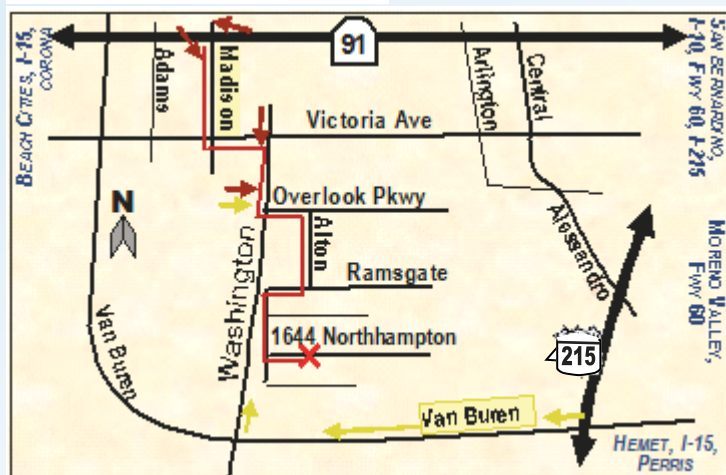 BEACH CITIES, I-15,
CORONA
Adams
Madison
91
Arlington
Central
SAN BERNARDINO,
I-10, FWY 60, I-215
Victoria Ave
N
Overlook Pkwy
Alton
Washington
Alessandro
MORENO VALLEY,
FWY 60
Ramsgate
1644 Northhampton
215
Van Buren
Van Buren
HEMET, I-15,
PERRIS